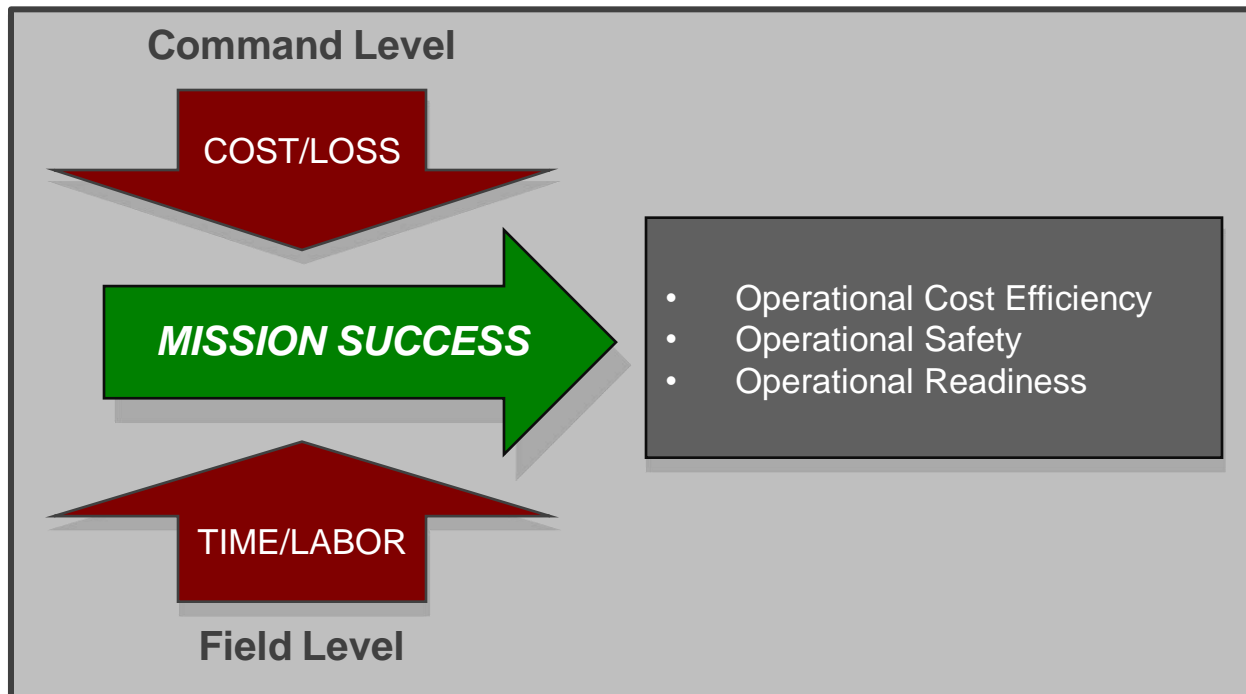 Command Level
COST/LOSS
MISSION SUCCESS
• Operational Cost Efficiency
• Operational Safety
• Operational Readiness
TIME/LABOR
Field Level